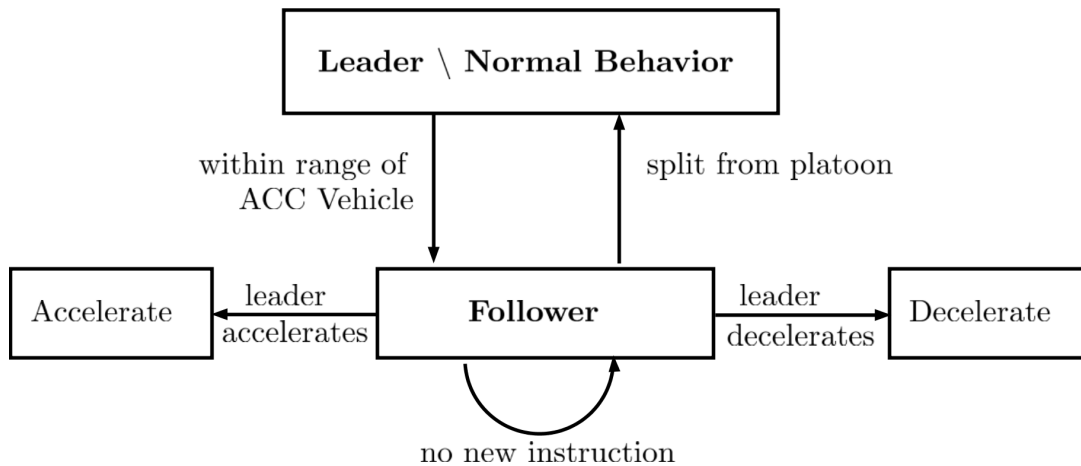 Leader \ Normal Behavior
within range of
ACC Vehicle
split from platoon
Accelerate
leader
accelerates
Follower
leader
decelerates
Decelerate
no new instruction